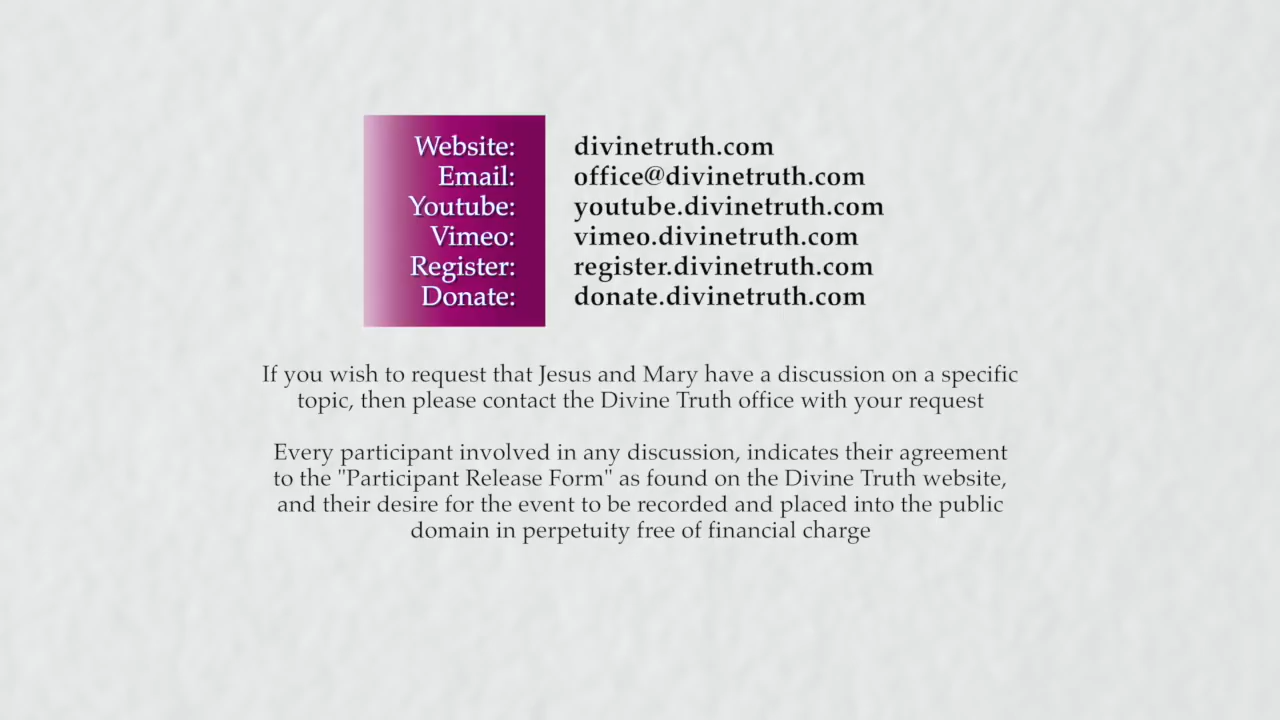 Website: divinetruth.com
Email: office@divinetruth.com
Youtube: youtube.divinetruth.com
Vimeo: vimeo.divinetruth.com
Register: register.divinetruth.com
Donate: donate.divinetruth.com
If you wish to request that Jesus and Mary have a discussion on a specific
topic, then please contact the Divine Truth office with your request
Every participant involved in any discussion, indicates their agreement
to the "Participant Release Form" as found on the Divine Truth website,
and their desire for the event to be recorded and placed into the public
domain in perpetuity free of financial charge